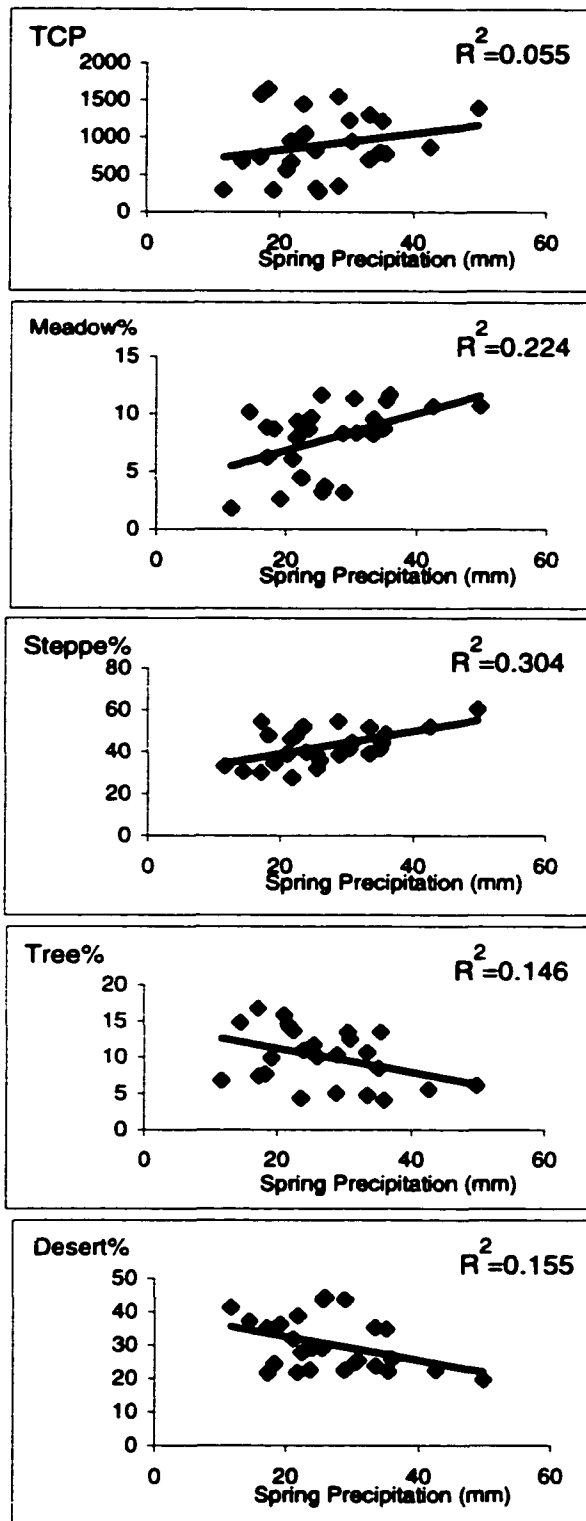 TCP
R²=0.055
2000
1500
1000
500
0
0 20 40 60
Spring Precipitation (mm)
Meadow%
R²=0.224
15
10
5
0
0 20 40 60
Spring Precipitation (mm)
Steppe%
R²=0.304
80
60
40
20
0
0 20 40 60
Spring Precipitation (mm)
Tree%
R²=0.146
20
15
10
5
0
0 20 40 60
Spring Precipitation (mm)
Desert%
R²=0.155
50
40
30
20
10
0
0 20 40 60
Spring Precipitation (mm)